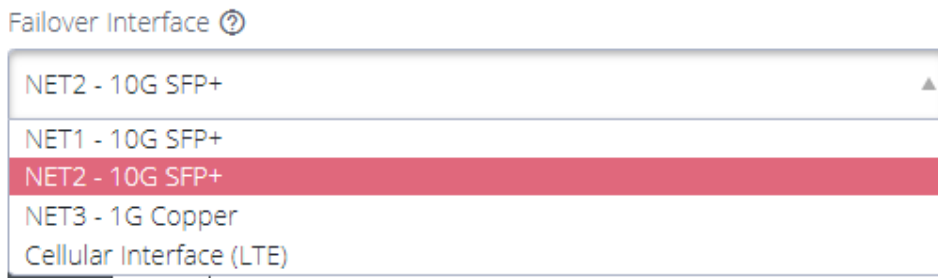 Failover Interface ?
NET2 - 10G SFP+
NET1 - 10G SFP+
NET2 - 10G SFP+
NET3 - 1G Copper
Cellular Interface (LTE)